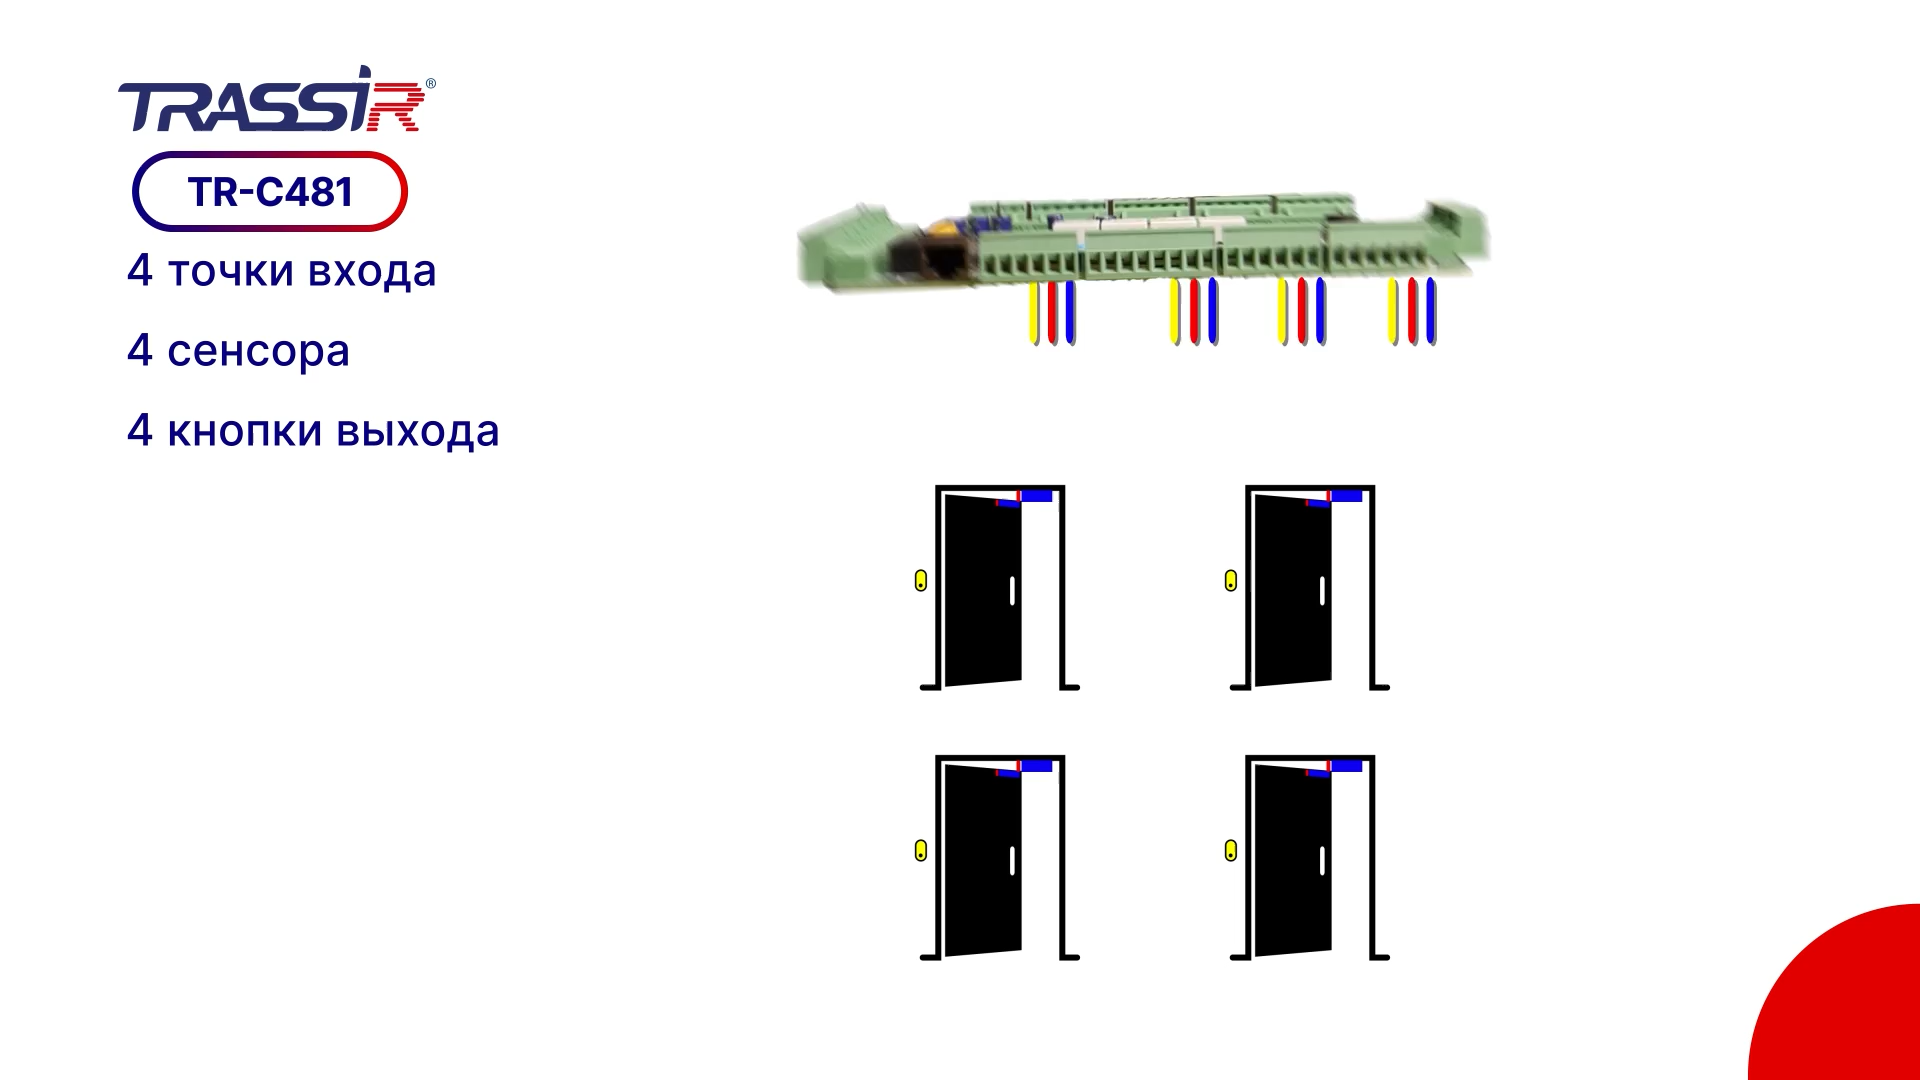 TRASSIR®
TR-C481
4 точки входа
4 сенсора
4 кнопки выхода